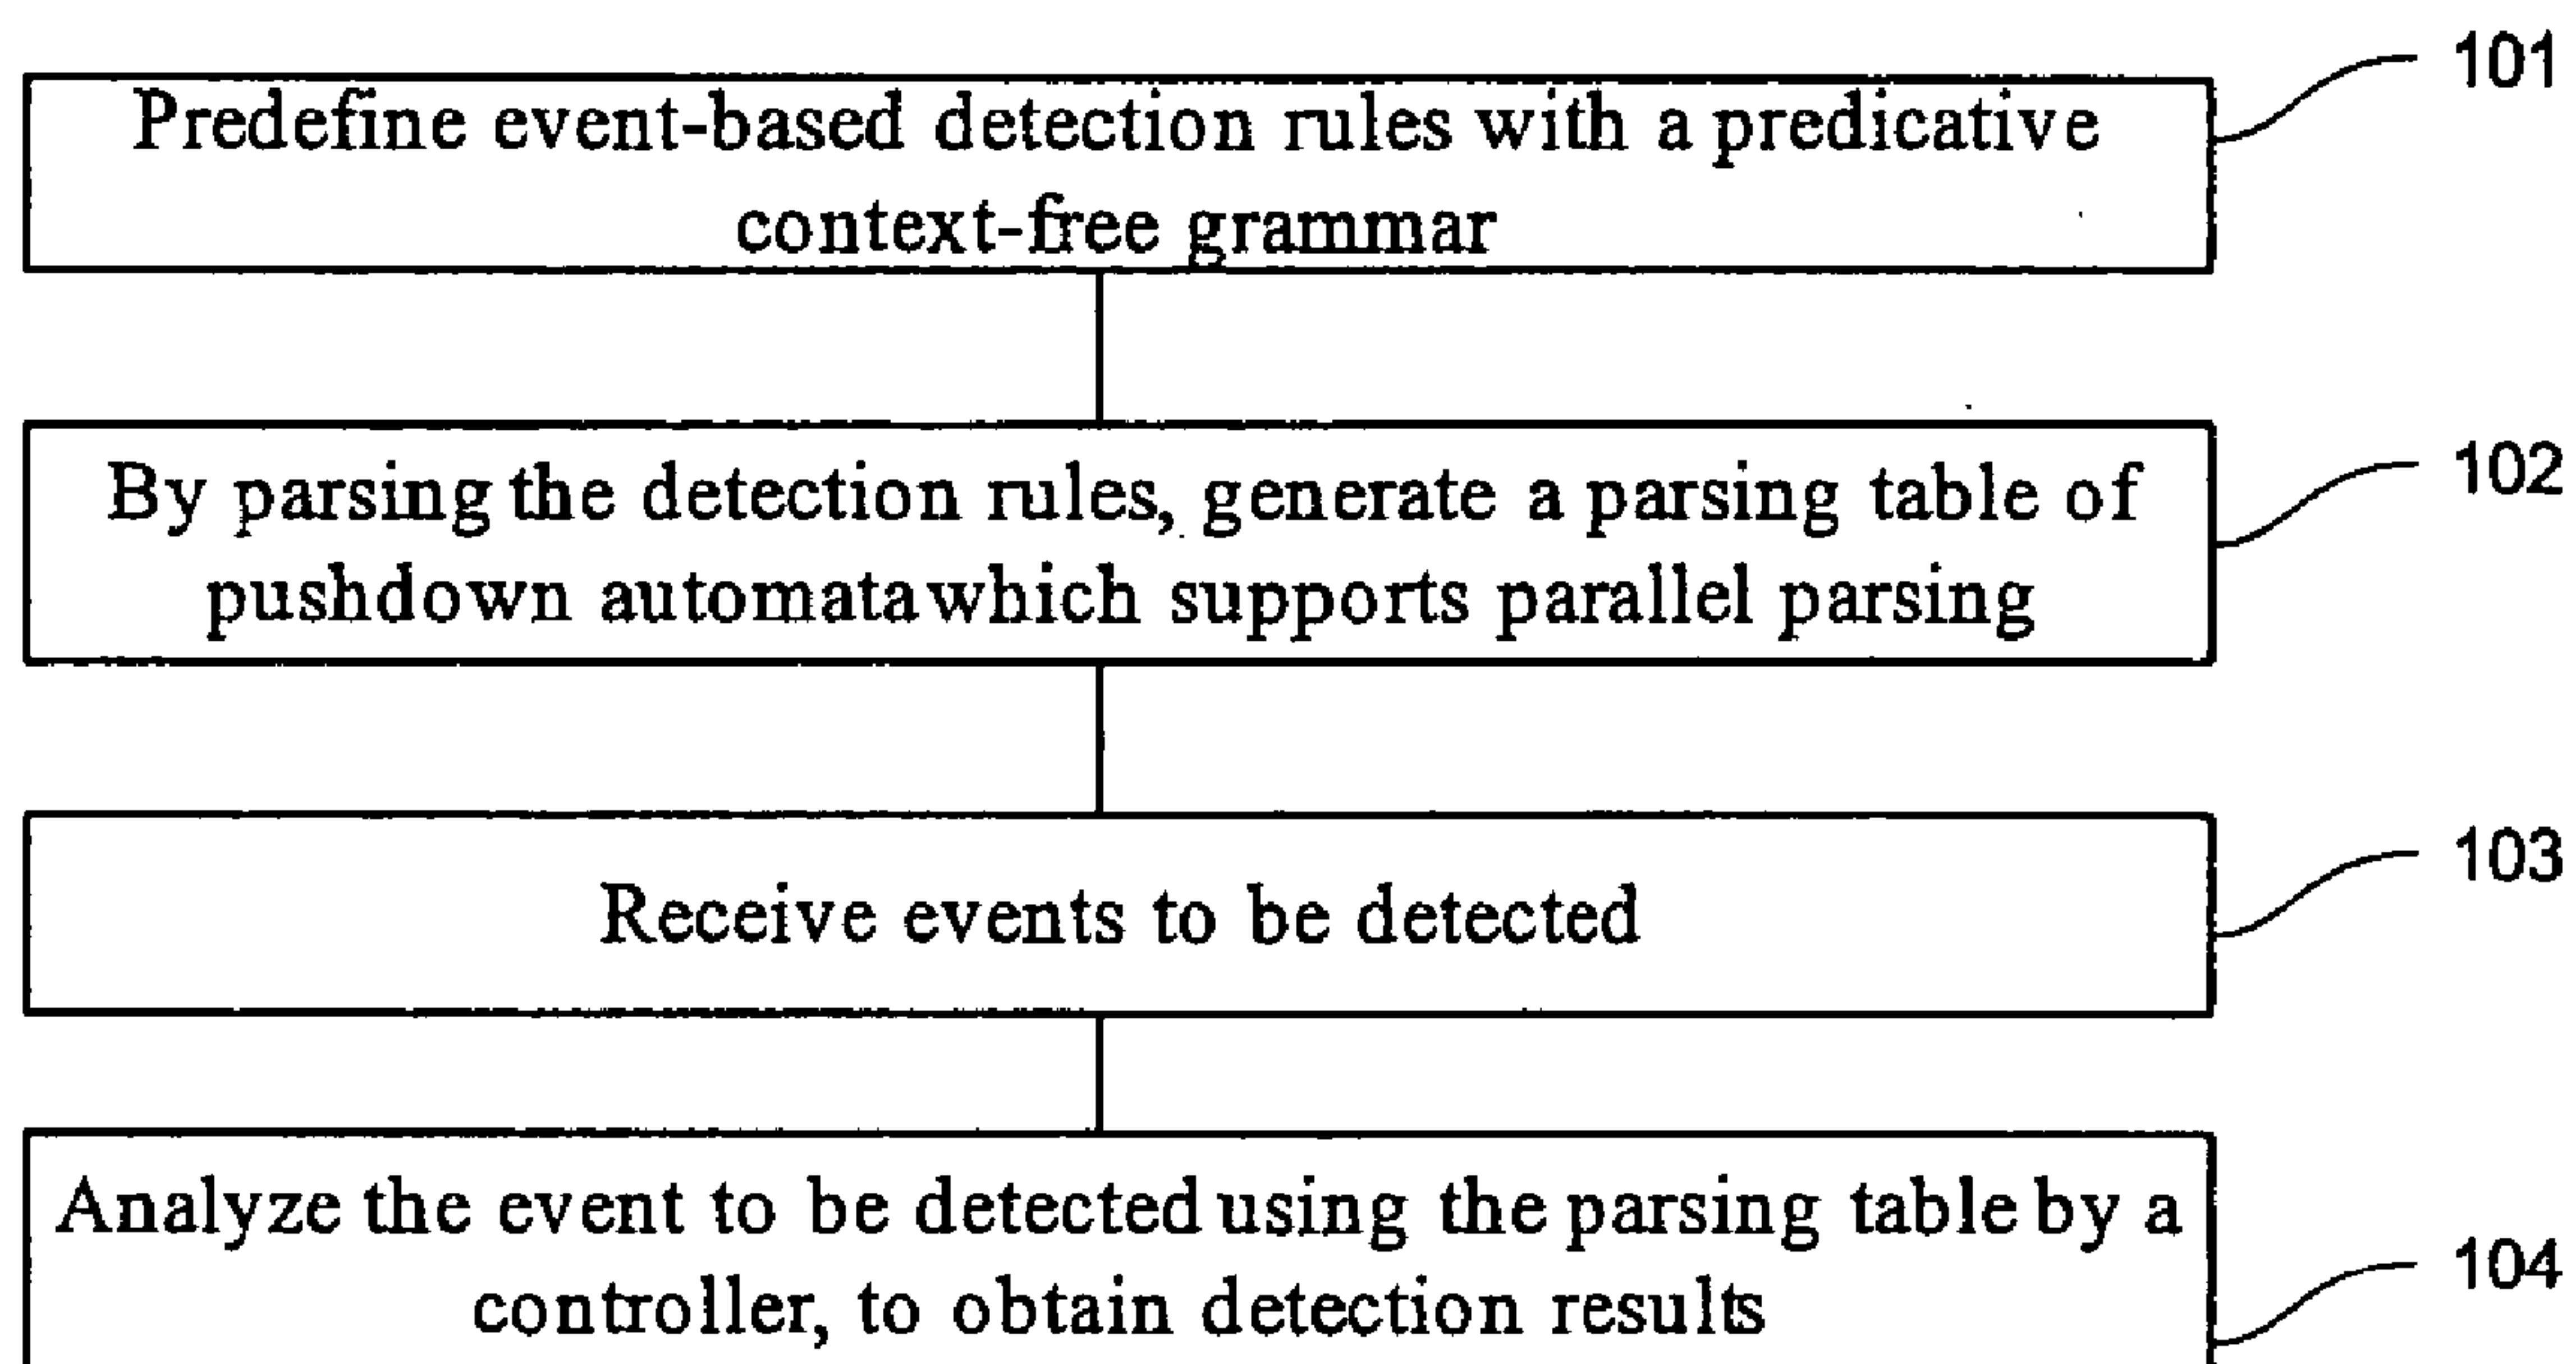 101
Predefine event-based detection rules with a predicative
context-free grammar
102
By parsing the detection rules, generate a parsing table of
pushdown automata which supports parallel parsing
103
Receive events to be detected
Analyze the event to be detected using the parsing table by a
104
controller, to obtain detection results